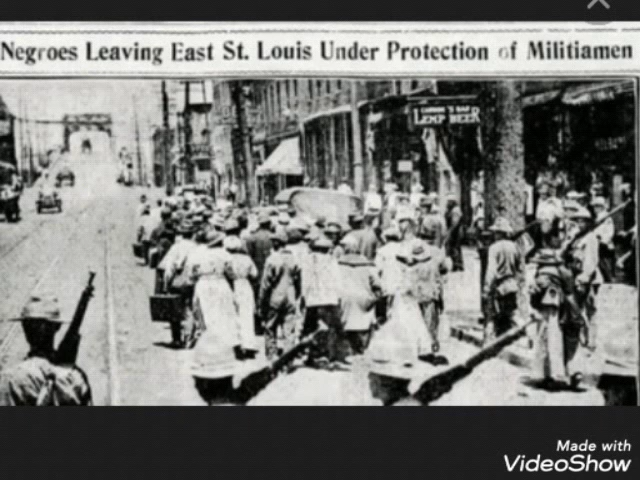 Negroes Leaving East St. Louis Under Protection of Militiamen
LEMP BEER
Made with
VideoShow